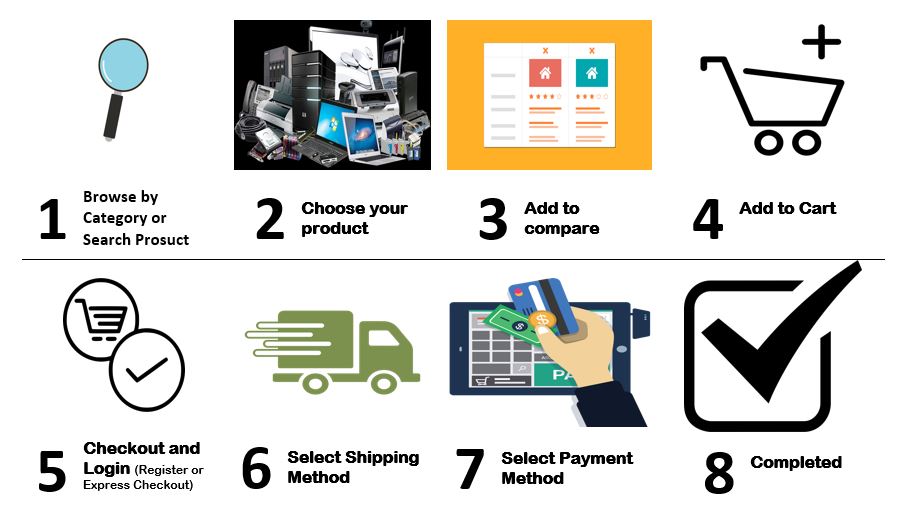 1 Browse by
Category or
Search Prosuct
2 Choose your
product
3 Add to
compare
4 Add to Cart
5 Checkout and
Login (Register or
Express Checkout)
6 Select Shipping
Method
PA
7 Select Payment
Method
8 Completed